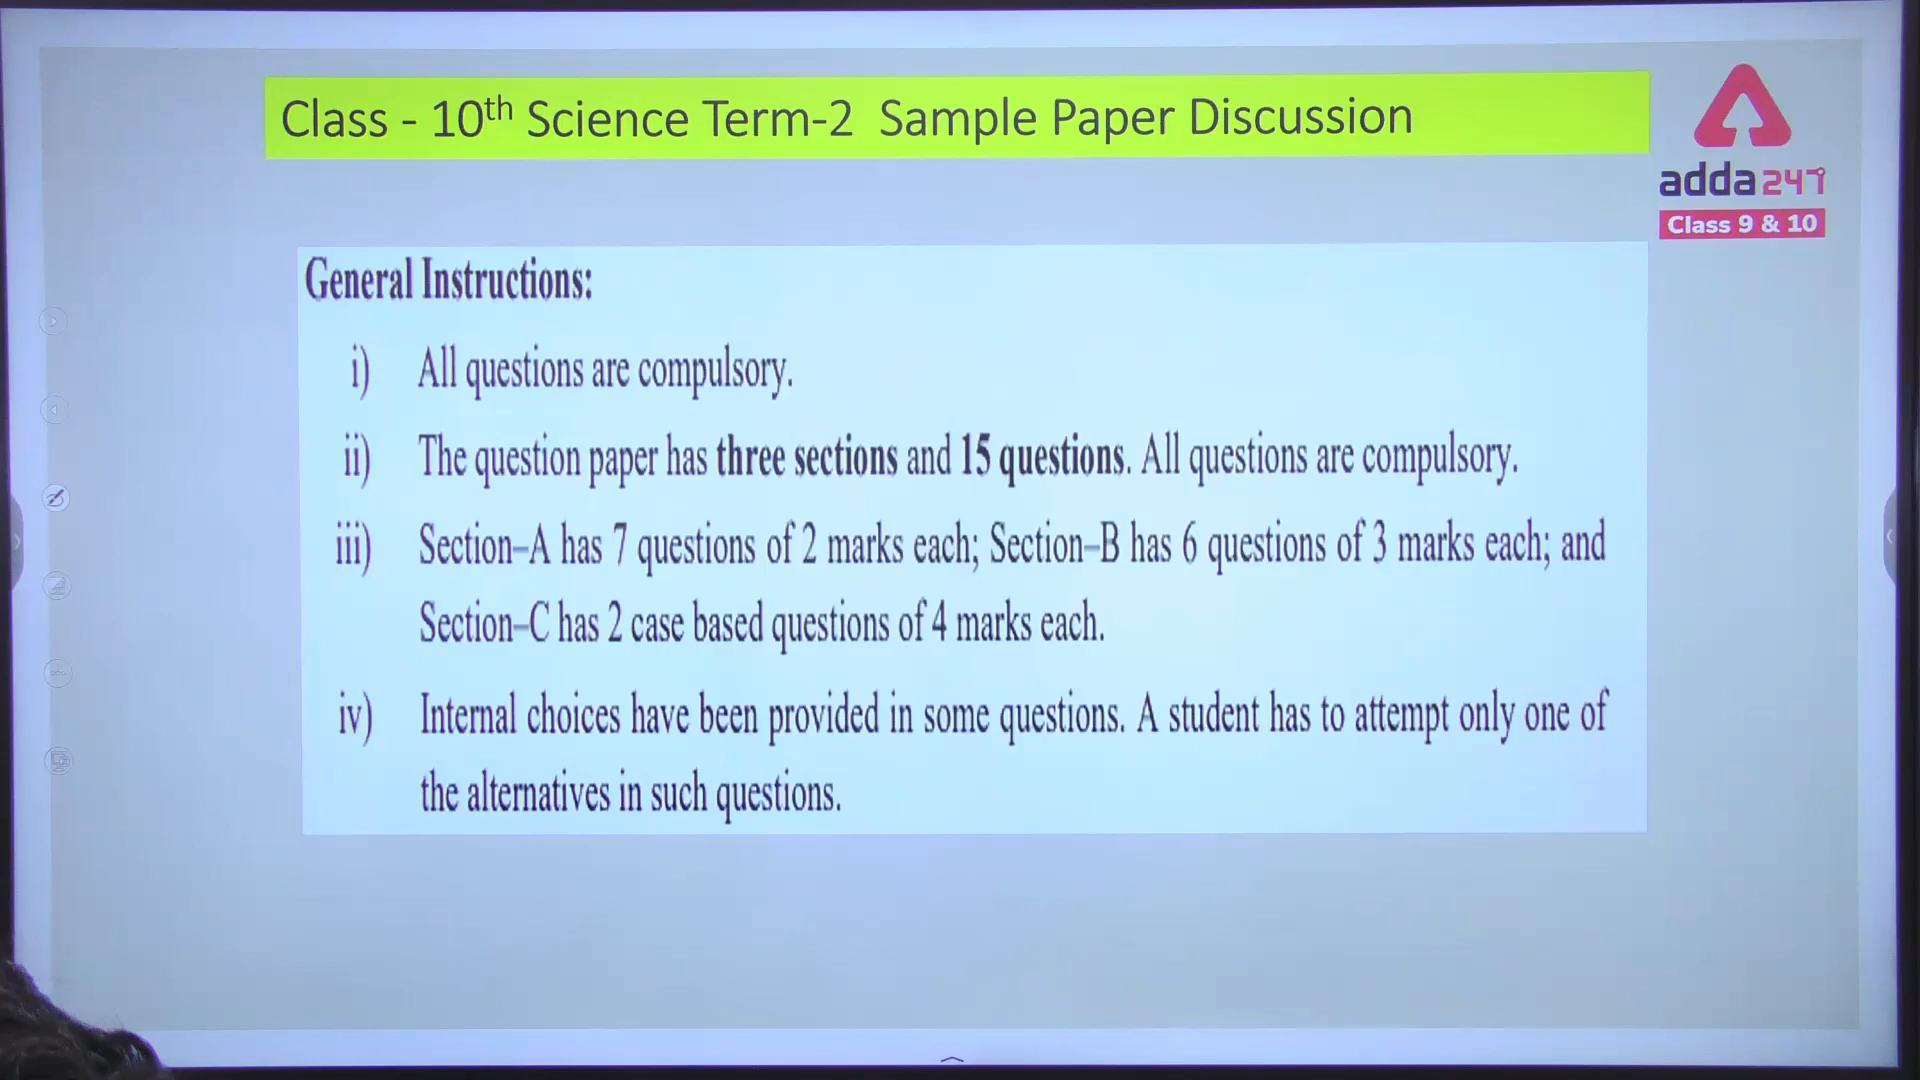 Class - 10th Science Term-2 Sample Paper Discussion
adda247
Class 9 & 10
General Instructions:
i) All questions are compulsory.
ii) The question paper has three sections and 15 questions. All questions are compulsory.
iii) Section–A has 7 questions of 2 marks each; Section–B has 6 questions of 3 marks each; and
Section–C has 2 case based questions of 4 marks each.
iv) Internal choices have been provided in some questions. A student has to attempt only one of
the alternatives in such questions.